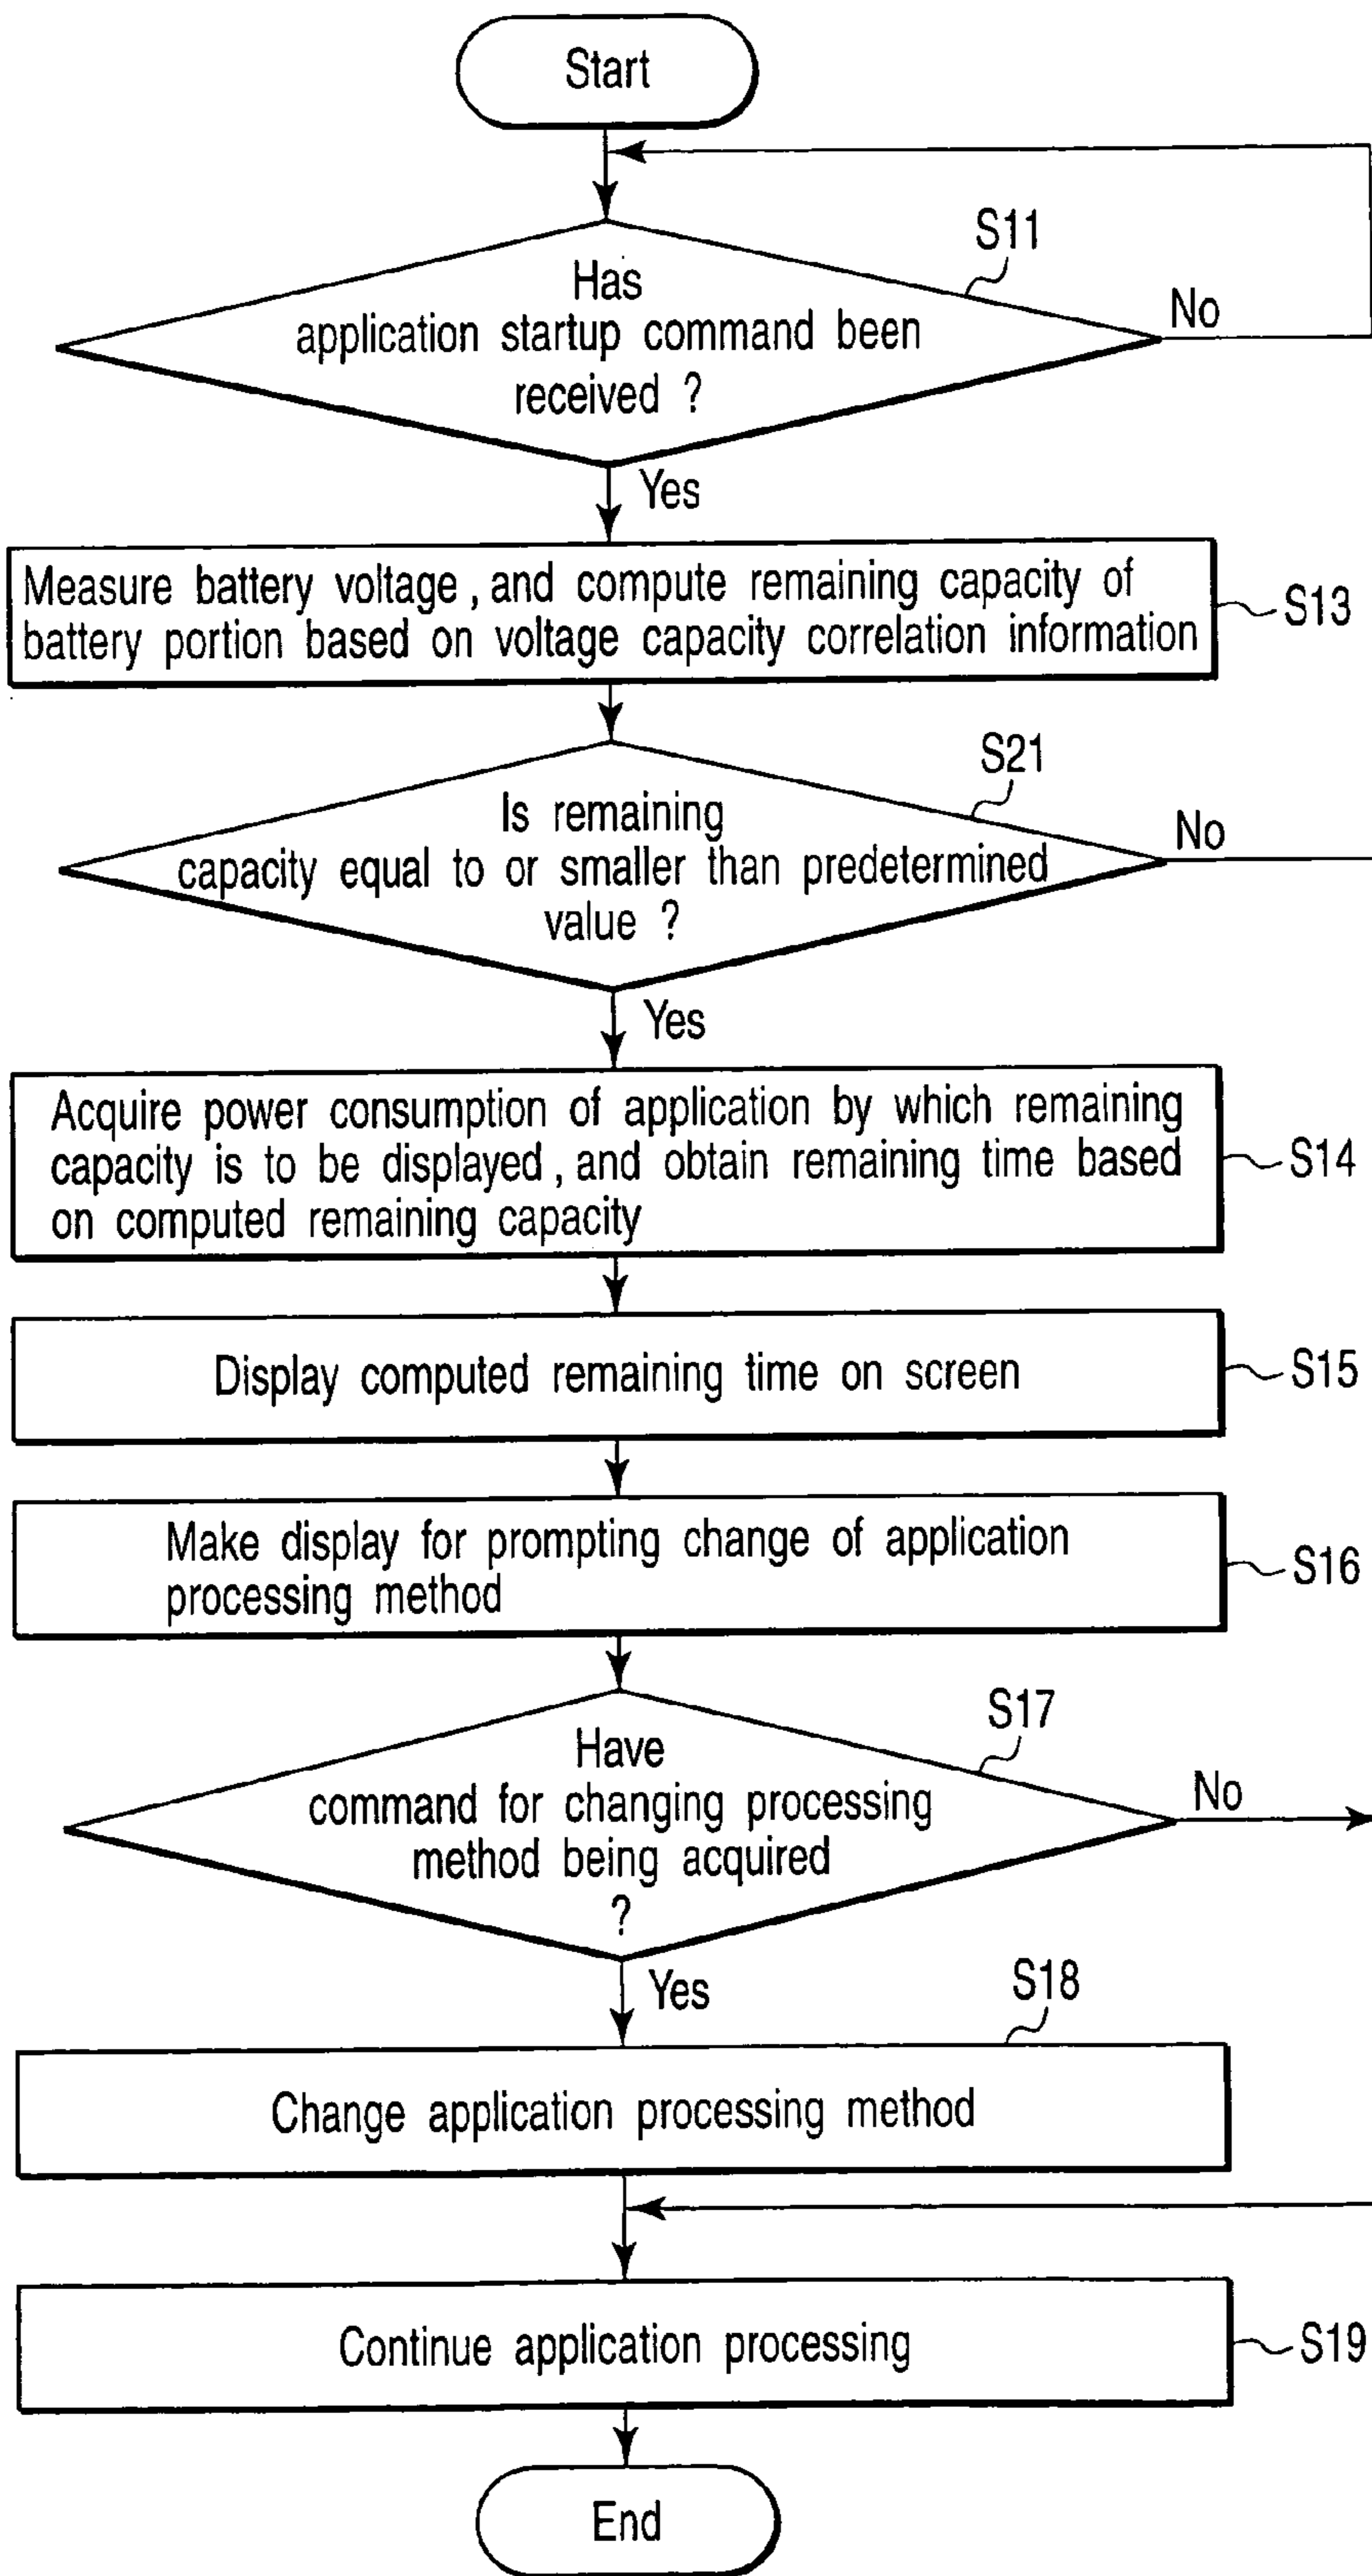 Start
S11
Has
application startup command been
received ?
No
Yes
Measure battery voltage , and compute remaining capacity of
battery portion based on voltage capacity correlation information
S13
S21
Is remaining
capacity equal to or smaller than predetermined
value ?
No
Yes
Acquire power consumption of application by which remaining
capacity is to be displayed , and obtain remaining time based
on computed remaining capacity
S14
Display computed remaining time on screen
S15
Make display for prompting change of application
processing method
S16
S17
Have
command for changing processing
method being acquired
?
No
Yes
S18
Change application processing method
Continue application processing
S19
End